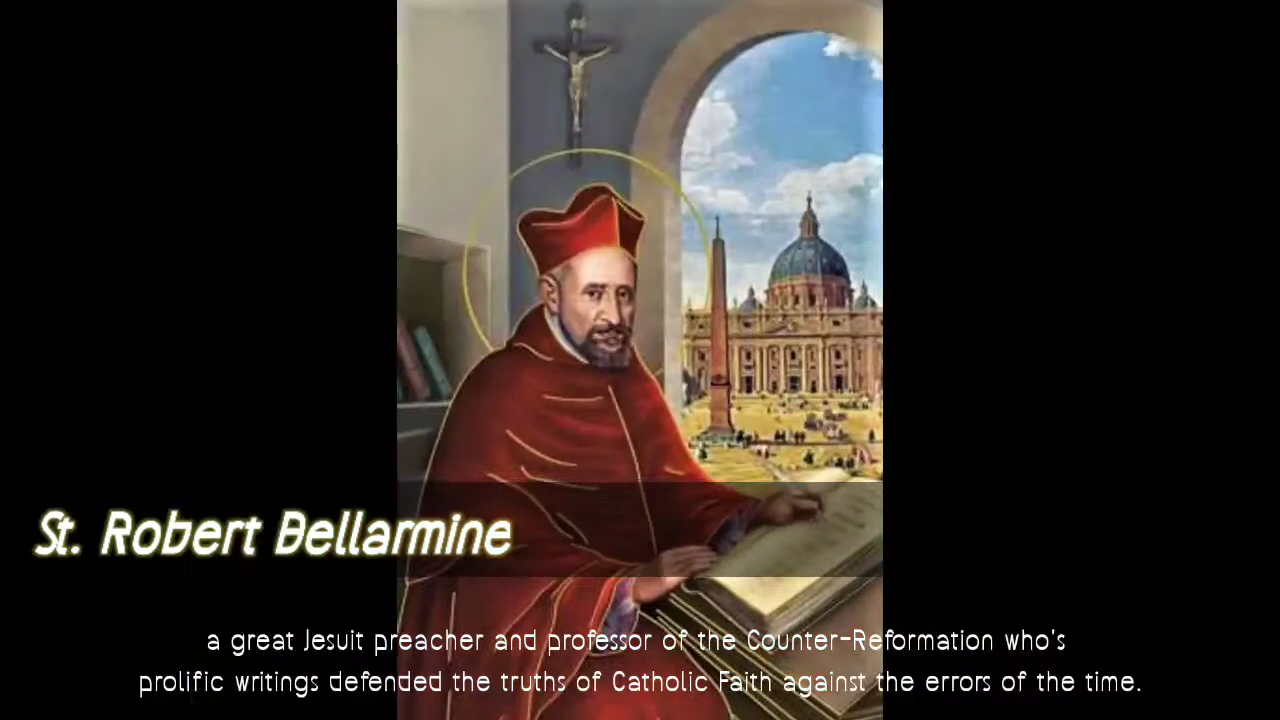 St. Robert Bellarmine
a great Jesuit preacher and professor of the Counter-Reformation who's
prolific writings defended the truths of Catholic Faith against the errors of the time.